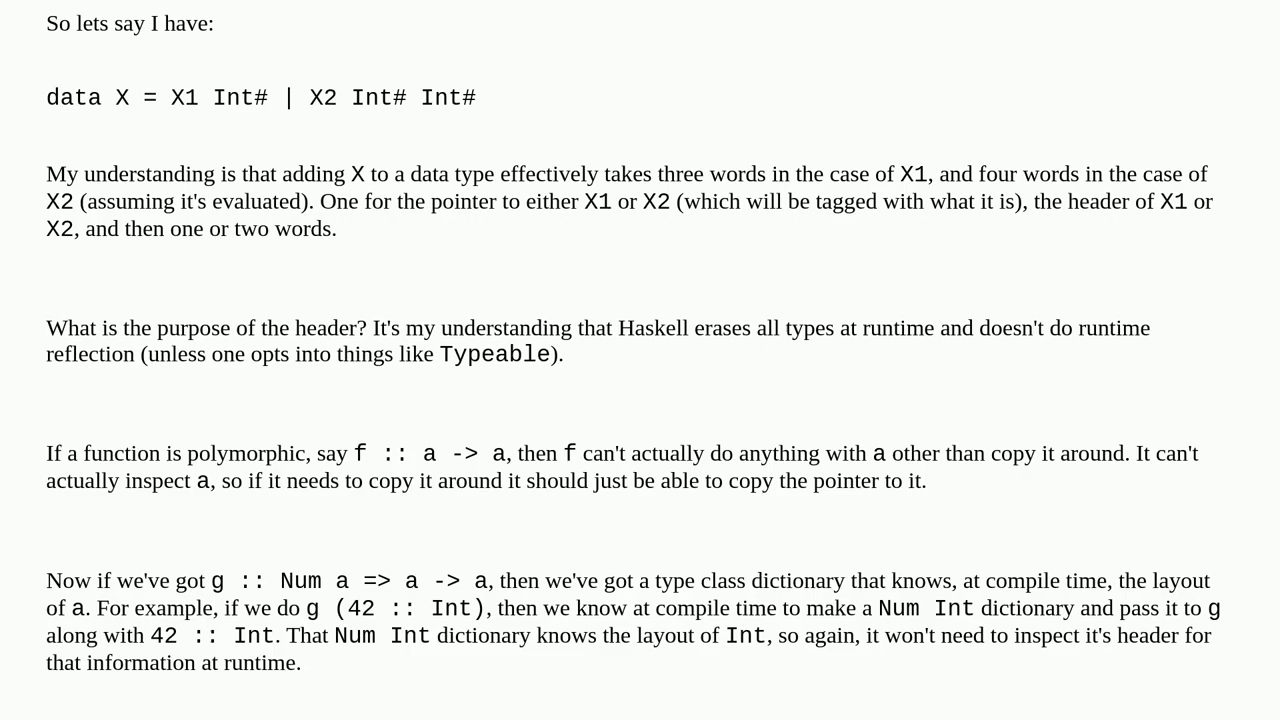 So lets say I have:
data X = X1 Int# | X2 Int# Int#
My understanding is that adding X to a data type effectively takes three words in the case of X1, and four words in the case of
X2 (assuming it's evaluated). One for the pointer to either X1 or X2 (which will be tagged with what it is), the header of X1 or
X2, and then one or two words.
What is the purpose of the header? It's my understanding that Haskell erases all types at runtime and doesn't do runtime
reflection (unless one opts into things like Typeable).
If a function is polymorphic, say f :: a -> a, then f can't actually do anything with a other than copy it around. It can't
actually inspect a, so if it needs to copy it around it should just be able to copy the pointer to it.
Now if we've got g :: Num a => a -> a, then we've got a type class dictionary that knows, at compile time, the layout
of a. For example, if we do g (42 :: Int), then we know at compile time to make a Num Int dictionary and pass it to g
along with 42 :: Int. That Num Int dictionary knows the layout of Int, so again, it won't need to inspect it's header for
that information at runtime.